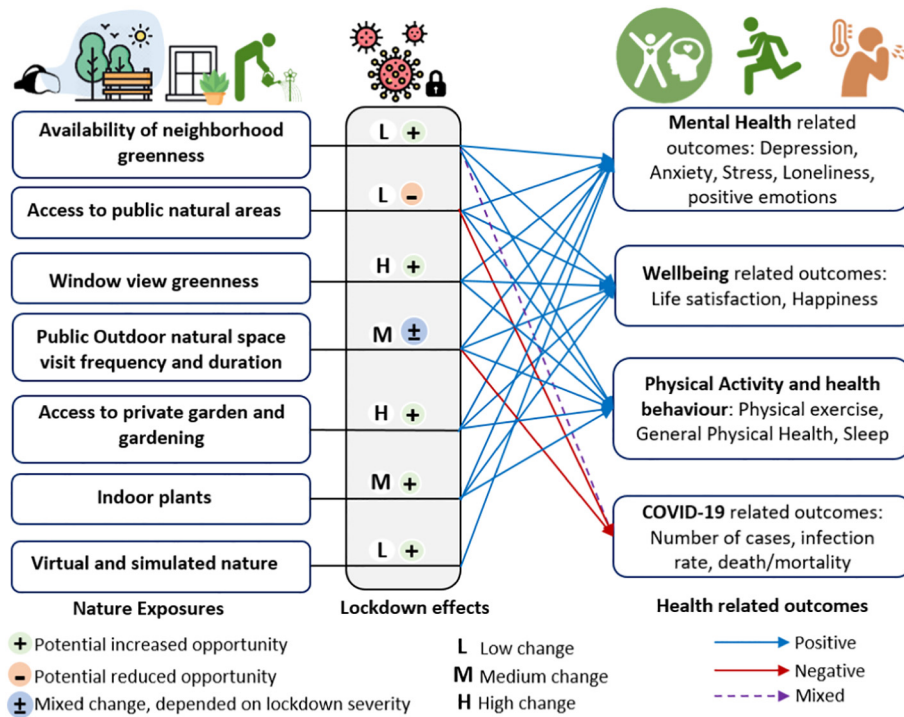 Availability of neighborhood
greenness
L +
Mental Health related
outcomes: Depression,
Anxiety, Stress, Loneliness,
positive emotions
Access to public natural areas
L -
Window view greenness
H +
Wellbeing related outcomes:
Life satisfaction, Happiness
Public Outdoor natural space
visit frequency and duration
M ±
Physical Activity and health
behaviour: Physical exercise,
General Physical Health, Sleep
Access to private garden and
gardening
H +
Indoor plants
M +
COVID-19 related outcomes:
Number of cases, infection
rate, death/mortality
Virtual and simulated nature
L +
Nature Exposures
Lockdown effects
Health related outcomes
+ Potential increased opportunity
- Potential reduced opportunity
± Mixed change, depended on lockdown severity
L Low change
M Medium change
H High change
Positive
Negative
Mixed